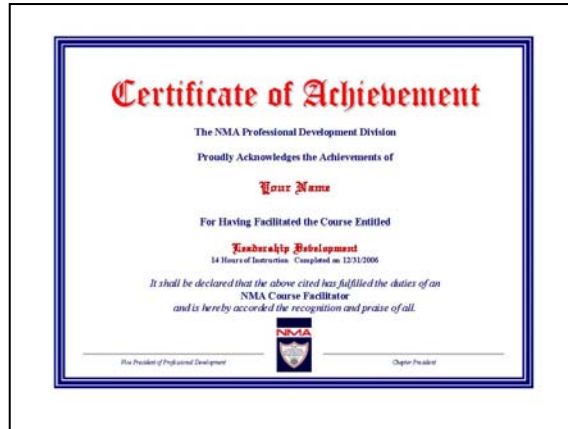 Certificate of Achievement
The NMA Professional Development Division
Proudly Acknowledges the Achievements of
Your Name
For Having Facilitated the Course Entitled
Leadership Development
14 Hours of Instruction Completed on 12/31/2006
It shall be declared that the above cited has fulfilled the duties of an
NMA Course Facilitator
and is hereby accorded the recognition and praise of all.
NMA
Vice President of Professional Development
Chapter President